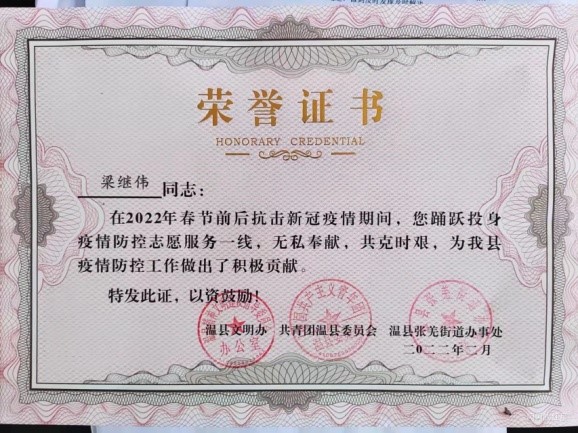 荣誉证书
HONORARY CREDENTIAL
梁继伟同志：
在2022年春节前后抗击新冠疫情期间，您踊跃投身
疫情防控志愿服务一线，无私奉献，共克时艰，为我县
疫情防控工作做出了积极贡献。
特发此证，以资鼓励！
温县文明办 共青团温县委员会 温县张羌街道办事处
办公室
二〇二二年二月